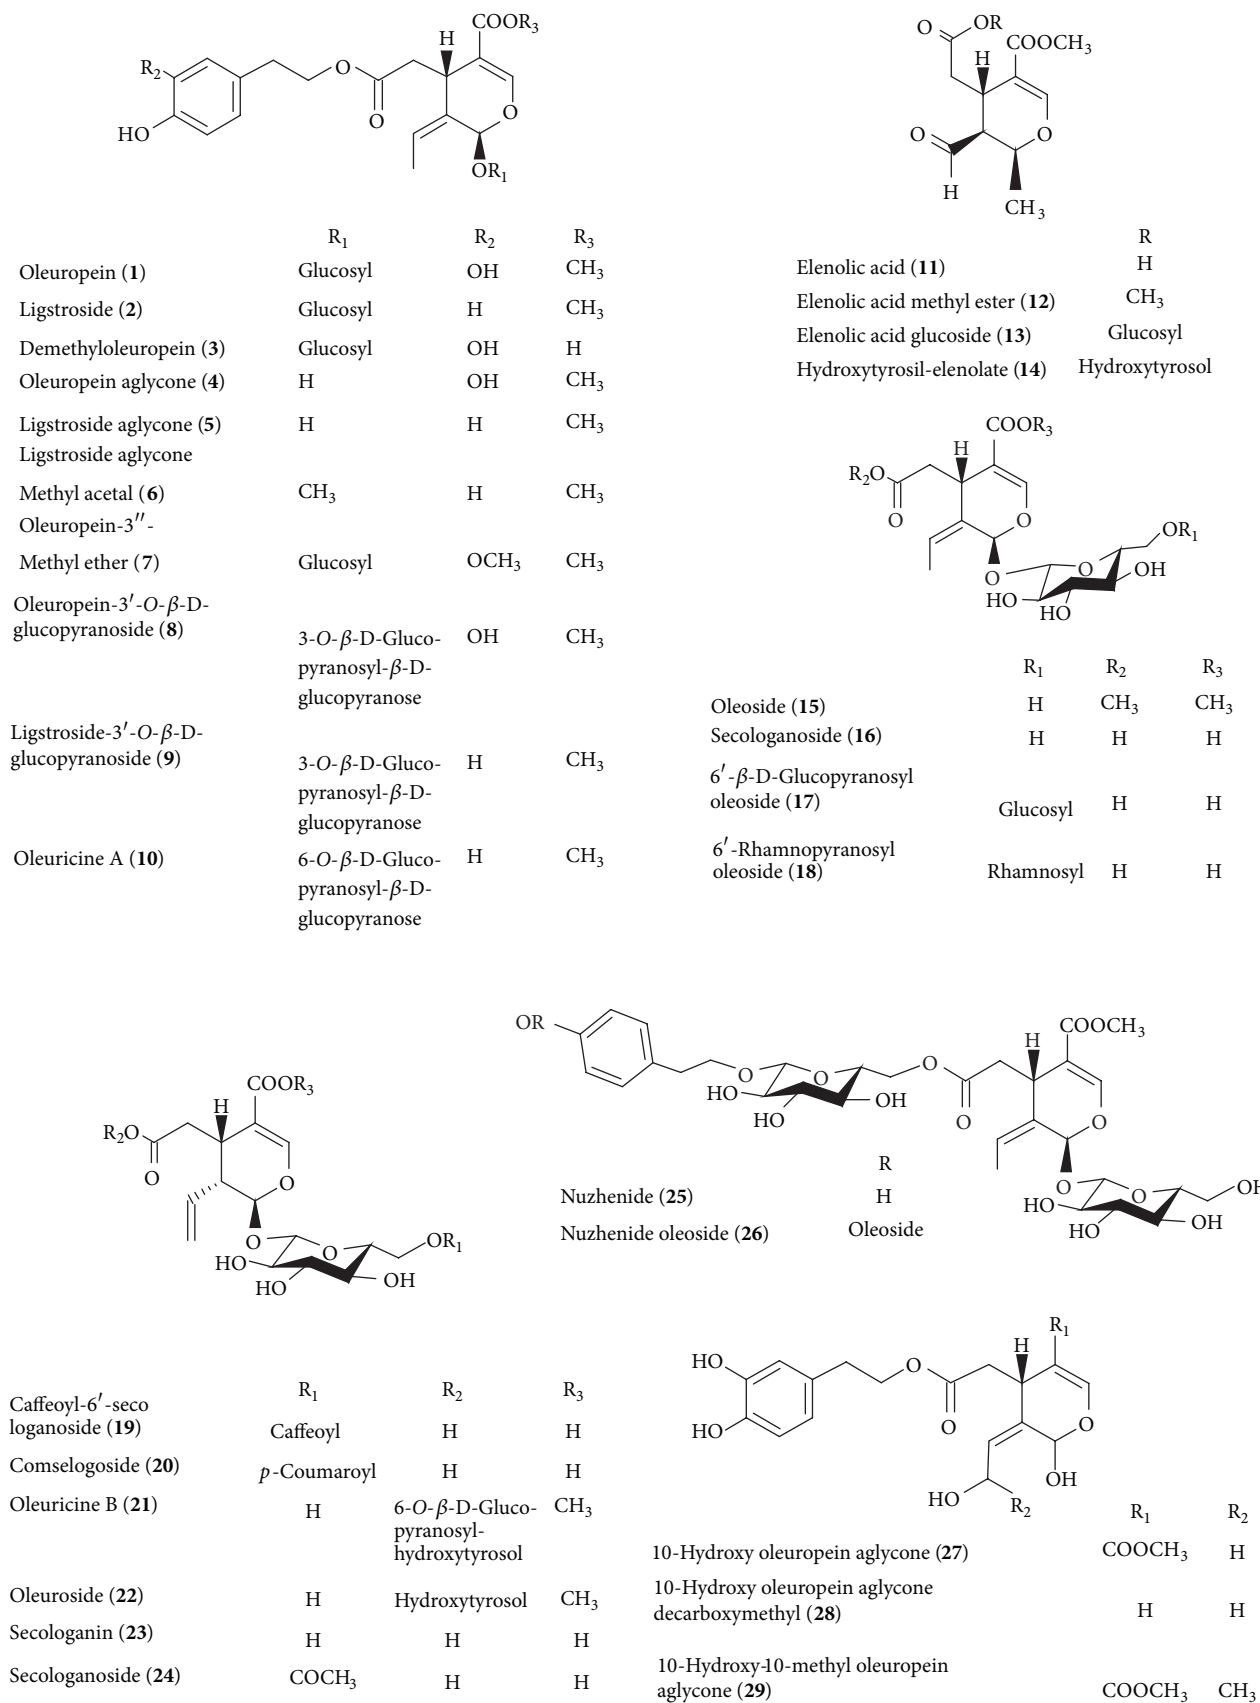 COOR3
H
R2
O
O
O
HO
OR1
R1 R2 R3
Oleuropein (1) Glucosyl OH CH3
Ligstroside (2) Glucosyl H CH3
Demethyloleuropein (3) Glucosyl OH H
Oleuropein aglycone (4) H OH CH3
Ligstroside aglycone (5) H H CH3
Ligstroside aglycone
Methyl acetal (6) CH3 H CH3
Oleuropein-3″-
Methyl ether (7) Glucosyl OCH3 CH3
Oleuropein-3′-O-β-D-
glucopyranoside (8) 3-O-β-D-Gluco- OH CH3
pyranosyl-β-D-
glucopyranose
Ligstroside-3′-O-β-D-
glucopyranoside (9) 3-O-β-D-Gluco- H CH3
pyranosyl-β-D-
glucopyranose
Oleuricine A (10) 6-O-β-D-Gluco- H CH3
pyranosyl-β-D-
glucopyranose
O OR
COOCH3
H
O
O
H
CH3
R
Elenolic acid (11) H
Elenolic acid methyl ester (12) CH3
Elenolic acid glucoside (13) Glucosyl
Hydroxytyrosil-elenolate (14) Hydroxytyrosol
COOR3
H
R2O
O
O
OR1
O
O
OH
HO
HO
R1 R2 R3
Oleoside (15) H CH3 CH3
Secologanoside (16) H H H
6′-β-D-Glucopyranosyl
oleoside (17) Glucosyl H H
6′-Rhamnopyranosyl
oleoside (18) Rhamnosyl H H
COOR3
H
R2O
O
O
O
O
OR1
HO
HO
OH
R1 R2 R3
Caffeoyl-6′-seco
loganoside (19) Caffeoyl H H
Comselogoside (20) p-Coumaroyl H H
Oleuricine B (21) H 6-O-β-D-Gluco- CH3
pyranosyl-
hydroxytyrosol
Oleuroside (22) H Hydroxytyrosol CH3
Secologanin (23) H H H
Secologanoside (24) COCH3 H H
OR
COOCH3
H
O
O
O
O
O
HO
HO
OH
O
O
OH
HO
HO
OH
R
Nuzhenide (25) H
Nuzhenide oleoside (26) Oleoside
R1
H
HO
HO
O
O
O
OH
HO
R2
R1 R2
10-Hydroxy oleuropein aglycone (27) COOCH3 H
10-Hydroxy oleuropein aglycone
decarboxymethyl (28) H H
10-Hydroxy-10-methyl oleuropein
aglycone (29) COOCH3 CH3